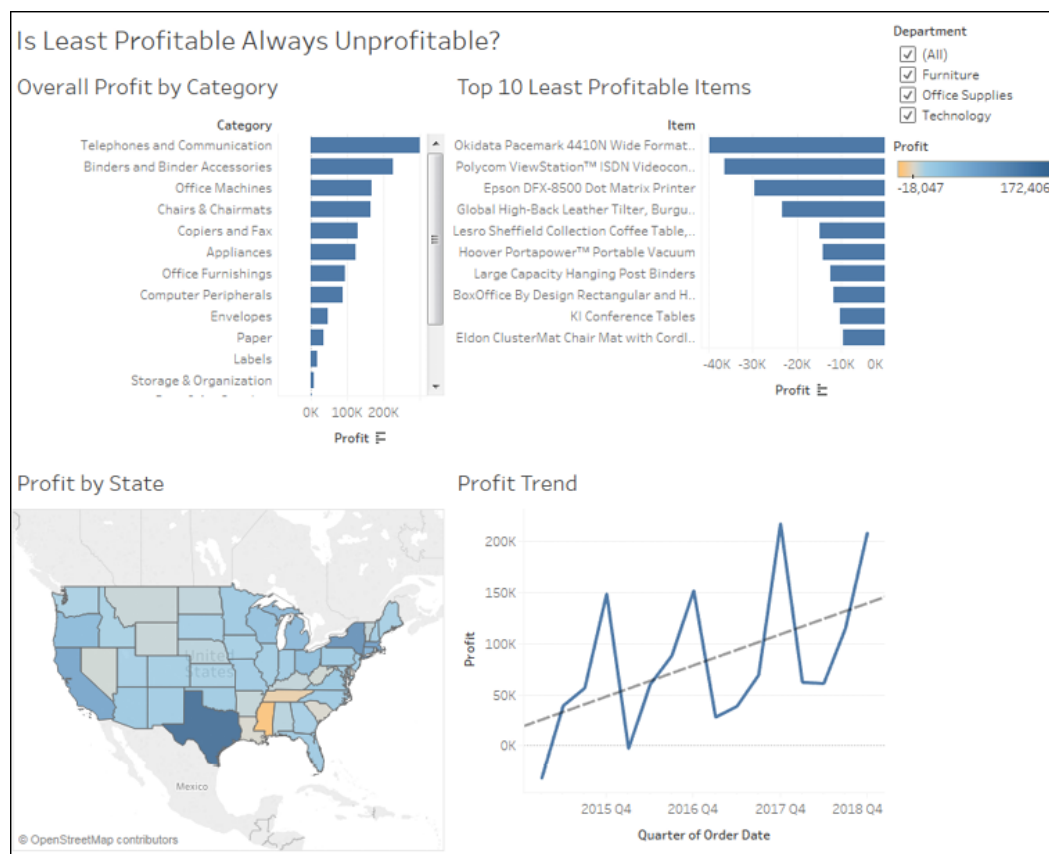 Is Least Profitable Always Unprofitable?
Department
(All)
Furniture
Office Supplies
Technology
Profit
-18,047 172,406
Overall Profit by Category
Category
Telephones and Communication
Binders and Binder Accessories
Office Machines
Chairs & Chairmats
Copiers and Fax
Appliances
Office Furnishings
Computer Peripherals
Envelopes
Paper
Labels
Storage & Organization
0K 100K 200K
Profit
Top 10 Least Profitable Items
Item
Okidata Pacemark 4410N Wide Format..
Polycom ViewStation™ ISDN Videocon..
Epson DFX-8500 Dot Matrix Printer
Global High-Back Leather Tilter, Burgu..
Lesro Sheffield Collection Coffee Table,..
Hoover Portapower™ Portable Vacuum
Large Capacity Hanging Post Binders
BoxOffice By Design Rectangular and H..
KI Conference Tables
Eldon ClusterMat Chair Mat with Cordl..
-40K -30K -20K -10K 0K
Profit
Profit by State
United
States
Mexico
© OpenStreetMap contributors
Profit Trend
200K
150K
100K
50K
0K
Profit
2015 Q4 2016 Q4 2017 Q4 2018 Q4
Quarter of Order Date